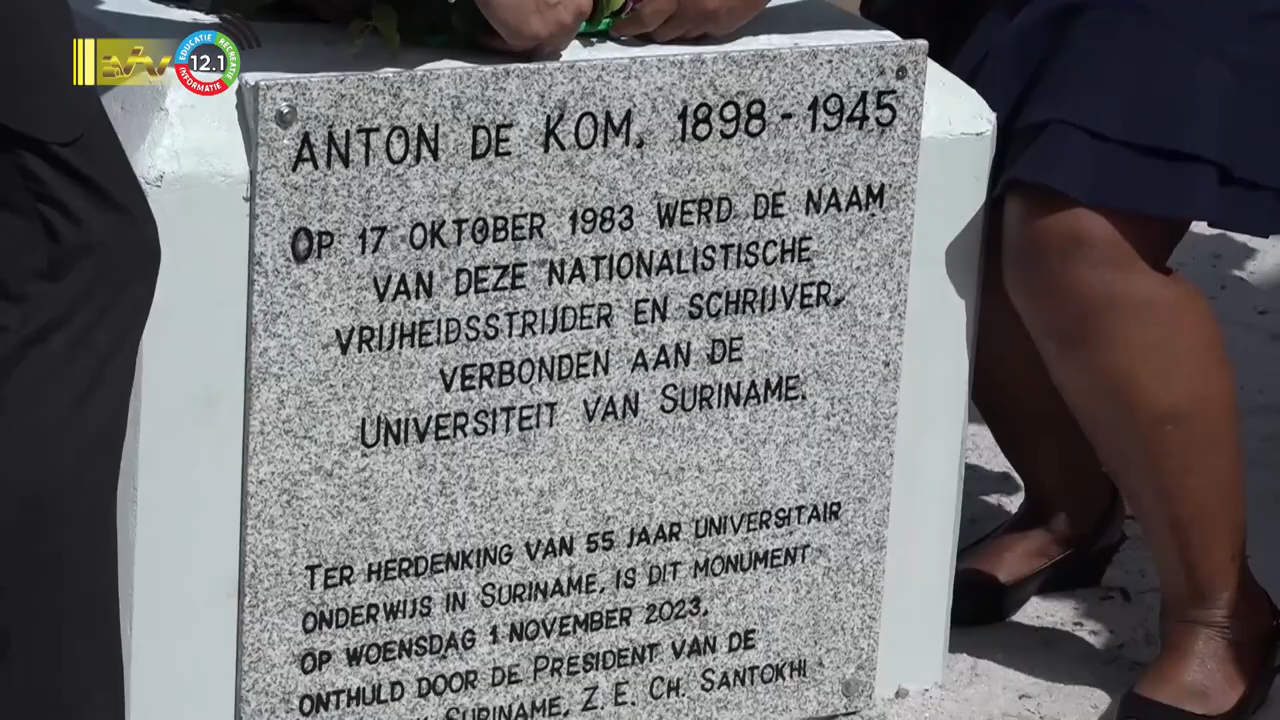 EDUCATIE
RECREATIE
INFORMATIE
12.1
ANTON DE KOM, 1898 - 1945
OP 17 OKTOBER 1983 WERD DE NAAM
VAN DEZE NATIONALISTISCHE
VRIJHEIDSSTRIJDER EN SCHRIJVER,
VERBONDEN AAN DE
UNIVERSITEIT VAN SURINAME.
TER HERDENKING VAN 55 JAAR UNIVERSITAIR
ONDERWIJS IN SURINAME, IS DIT MONUMENT
OP WOENSDAG 1 NOVEMBER 2023,
ONTHULD DOOR DE PRESIDENT VAN DE
SURINAME, Z. E. CH. SANTOKHI